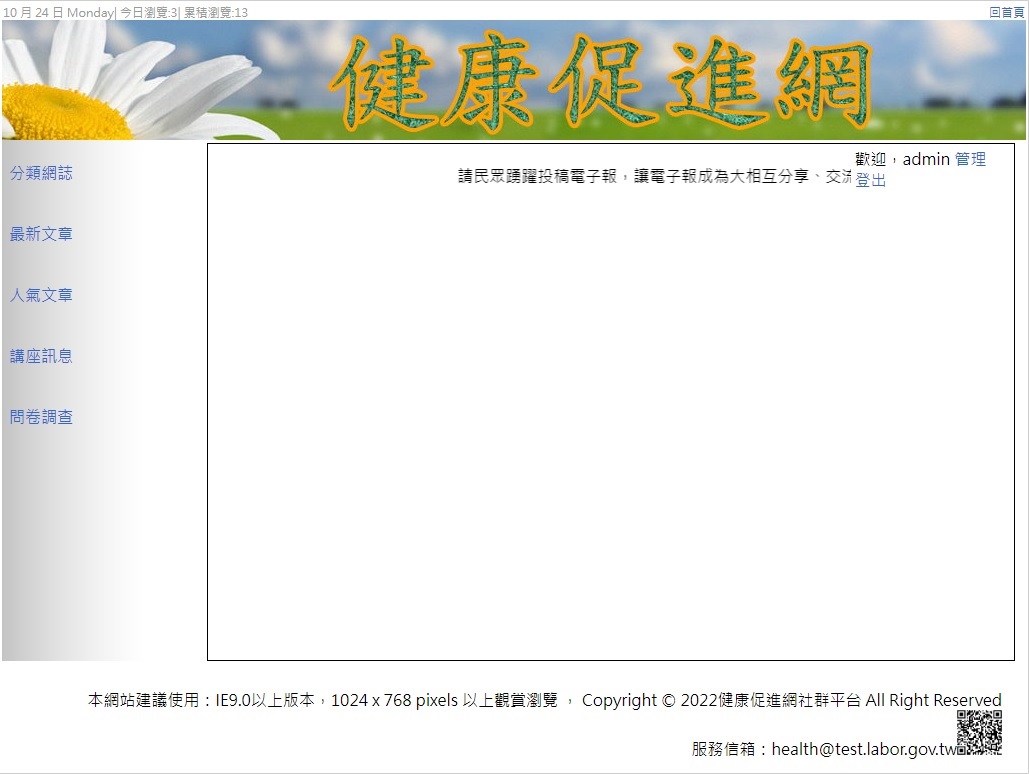 10 月 24 日 Monday| 今日瀏覽:3| 累積瀏覽:13
回首頁
健康促進網
分類網誌
最新文章
人氣文章
講座訊息
問卷調查
請民眾踴躍投稿電子報，讓電子報成為大相互分享、交流
歡迎，admin 管理
登出
本網站建議使用：IE9.0以上版本，1024 x 768 pixels 以上觀賞瀏覽 ， Copyright © 2022健康促進網社群平台 All Right Reserved
服務信箱：health@test.labor.gov.tw